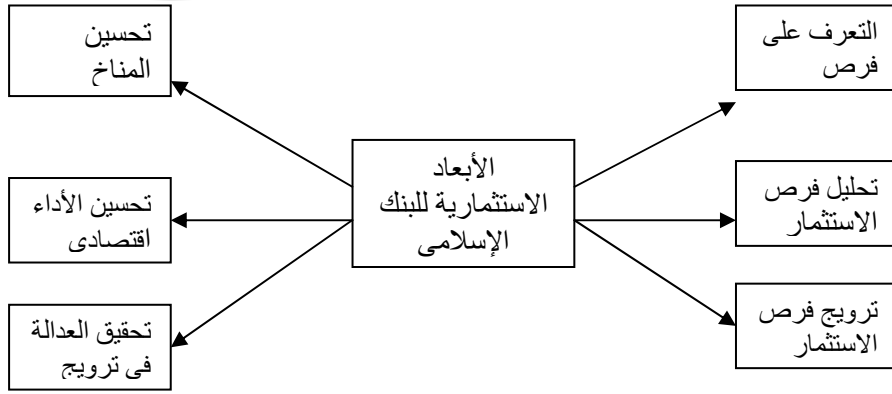 التعرف على
فرص
تحسين
المناخ
الأبعاد
الاستثمارية للبنك
الإسلامى
تحليل فرص
الاستثمار
تحسين الأداء
اقتصادى
ترويج فرص
الاستثمار
تحقيق العدالة
فى ترويج